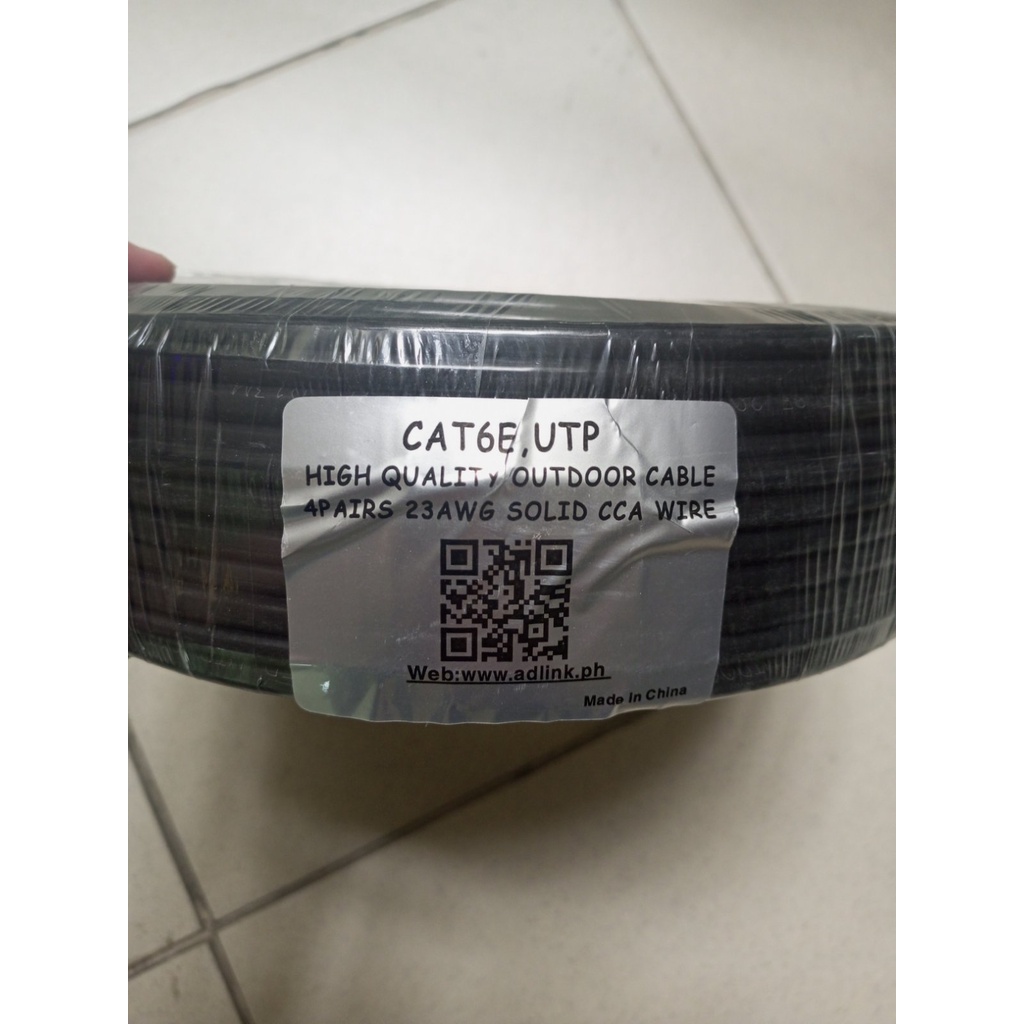 CAT6E,UTP
HIGH QUALITY OUTDOOR CABLE
4PAIRS 23AWG SOLID CCA WIRE
Web:www.adlink.ph
Made In China